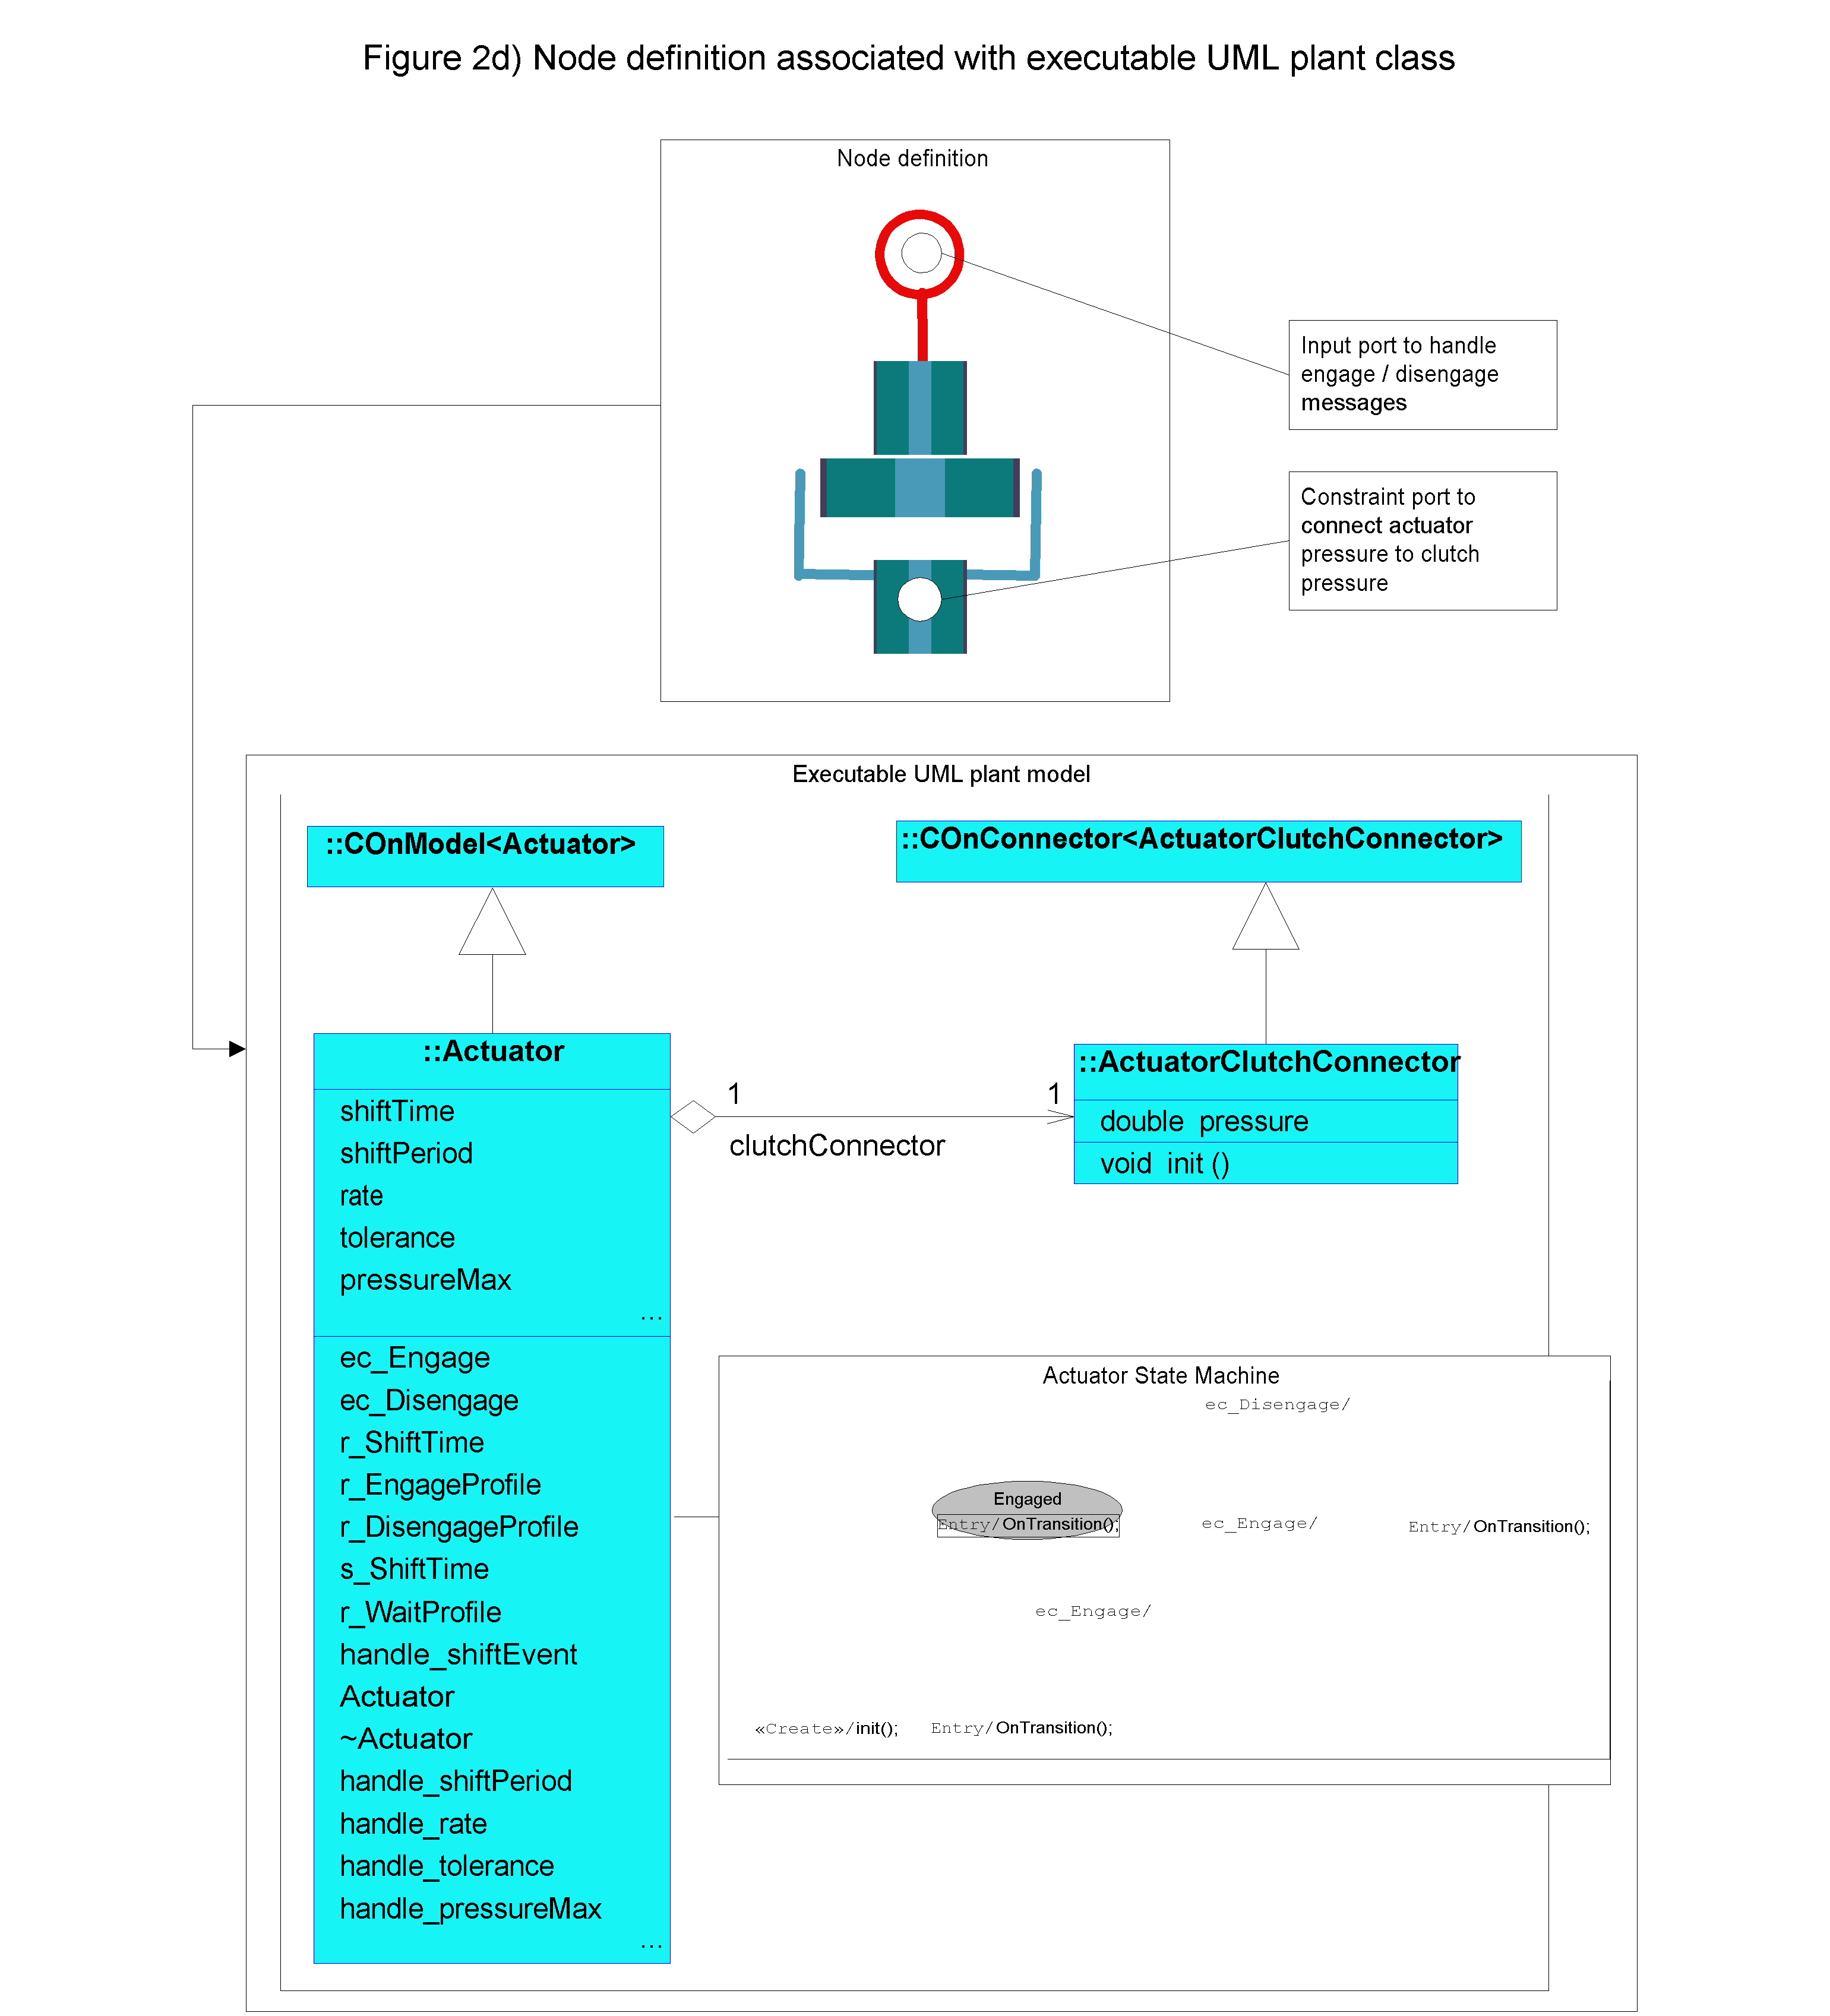 Figure 2d) Node definition associated with executable UML plant class
Node definition
Input port to handle
engage / disengage
messages
Constraint port to
connect actuator
pressure to clutch
pressure
Executable UML plant model
::COnModel<Actuator>
::COnConnector<ActuatorClutchConnector>
::Actuator
shiftTime
shiftPeriod
rate
tolerance
pressureMax
...
ec_Engage
ec_Disengage
r_ShiftTime
r_EngageProfile
r_DisengageProfile
s_ShiftTime
r_WaitProfile
handle_shiftEvent
Actuator
~Actuator
handle_shiftPeriod
handle_rate
handle_tolerance
handle_pressureMax
...
1
1
clutchConnector
::ActuatorClutchConnector
double pressure
void init ()
Actuator State Machine
ec_Disengage/
Engaged
Entry/OnTransition();
ec_Engage/
Entry/OnTransition();
ec_Engage/
«Create»/init();
Entry/OnTransition();